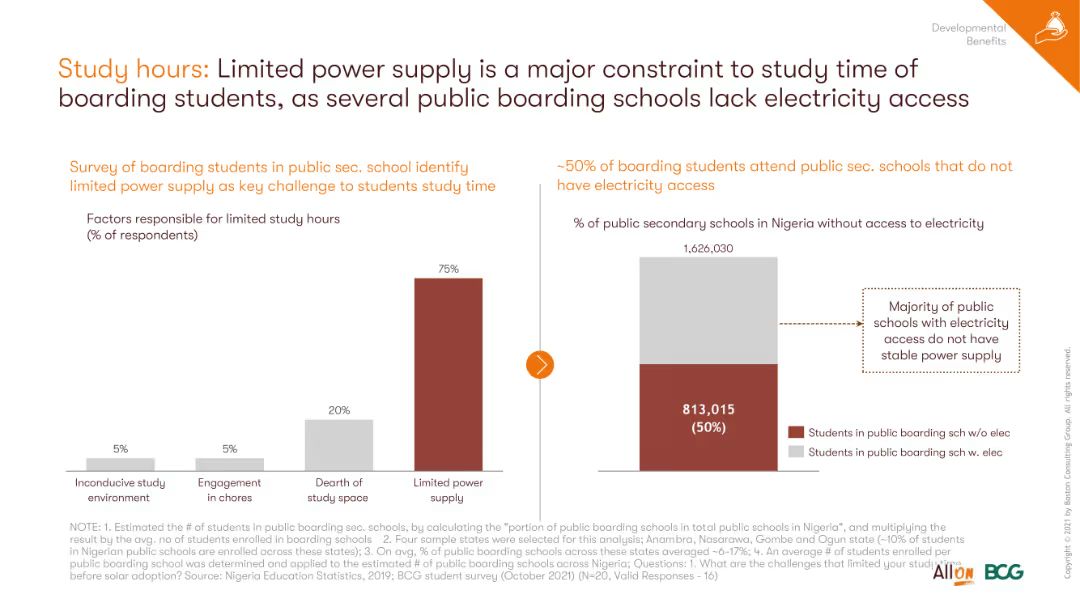 Developmental
Benefits
Study hours: Limited power supply is a major constraint to study time of
boarding students, as several public boarding schools lack electricity access
Survey of boarding students in public sec. school identify
limited power supply as key challenge to students study time
Factors responsible for limited study hours
(% of respondents)
5%
5%
20%
75%
Inconducive study
environment
Engagement
in chores
Dearth of
study space
Limited power
supply
~50% of boarding students attend public sec. schools that do not
have electricity access
% of public secondary schools in Nigeria without access to electricity
1,626,030
813,015
(50%)
Majority of public
schools with electricity
access do not have
stable power supply
Students in public boarding sch w/o elec
Students in public boarding sch w. elec
NOTE: 1. Estimated the # of students in public boarding sec. schools, by calculating the "portion of public boarding schools in total public schools in Nigeria", and multiplying the
result by the avg. no of students enrolled in boarding schools 2. Four sample states were selected for this analysis; Anambra, Nasarawa, Gombe and Ogun state (~10% of students
in Nigerian public schools are enrolled across these states); 3. On avg, % of public boarding schools across these states averaged ~6-17%; 4. An average # of students enrolled per
public boarding school was determined and applied to the estimated # of public boarding schools across Nigeria; Questions: 1. What are the challenges that limited your study
before solar adoption? Source: Nigeria Education Statistics, 2019; BCG student survey (October 2021) (N=20, Valid Responses - 16)
All ON
BCG
Copyright © 2021 by Boston Consulting Group. All rights reserved.